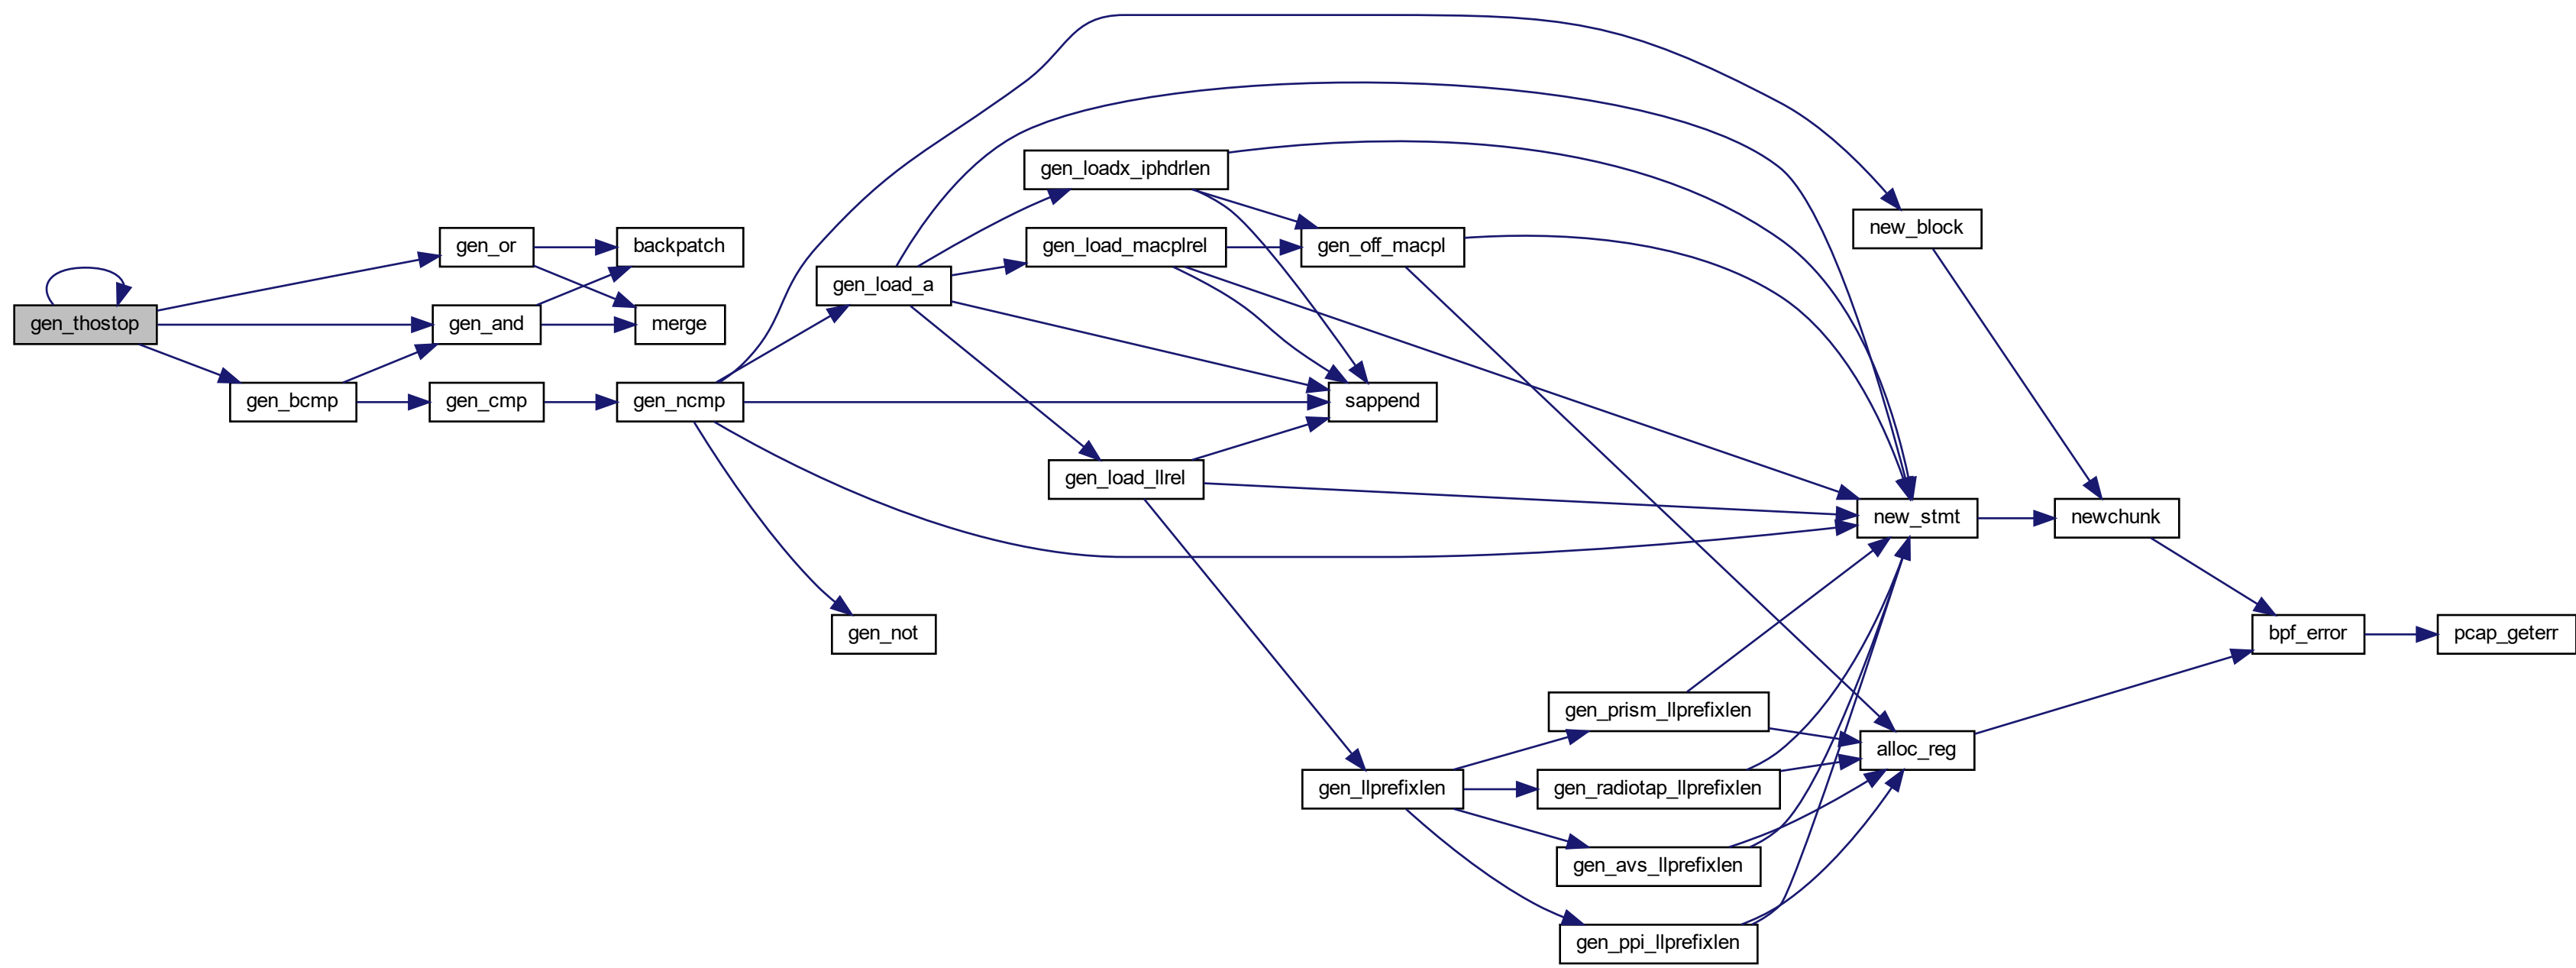 gen_thostop
gen_or
gen_and
gen_bcmp
backpatch
merge
gen_cmp
gen_ncmp
gen_load_a
gen_not
gen_loadx_iphdrlen
gen_load_macplrel
gen_load_llrel
gen_off_macpl
sappend
gen_llprefixlen
gen_prism_llprefixlen
gen_radiotap_llprefixlen
gen_avs_llprefixlen
gen_ppi_llprefixlen
new_block
new_stmt
alloc_reg
newchunk
bpf_error
pcap_geterr